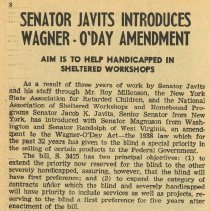 8
SENATOR JAVITS INTRODUCES
WAGNER - O'DAY AMENDMENT
AIM IS TO HELP HANDICAPPED IN
SHELTERED WORKSHOPS
As a result of three years of work by Senator Javits
and his staff through Mr. Roy Millenson, the New York
State Association for Retarded Children, and the National
Association of Sheltered Workshops and Homebound Pro-
grams Senator Jacob K. Javits, Senior Senator from New
York, has introduced with Senator Magnuson from Wash-
ington and Senator Randolph of West Virginia, an amend-
ment to the Wagner-O'Day Act—the 1938 law which for
the past 32 years has given to the blind a special priority in
the selling of certain products to the Federal Government.
The bill, S. 3425 has two principal objectives: (1) to
extend the priority now reserved for the blind to the other
severely handicapped, assuring, however, that the blind will
have first preference; and (2) to expand the category of
contracts under which the blind and severely handicapped
will have priority to include services as well as projects, re-
serving to the blind a first preference for five years after
enactment of the bill.